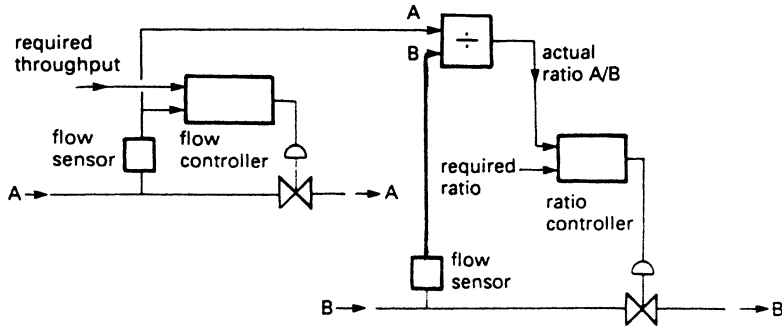 A
required
throughput
B
÷
actual
ratio A/B
flow
sensor
flow
controller
A
A
required
ratio
ratio
controller
flow
sensor
B
B